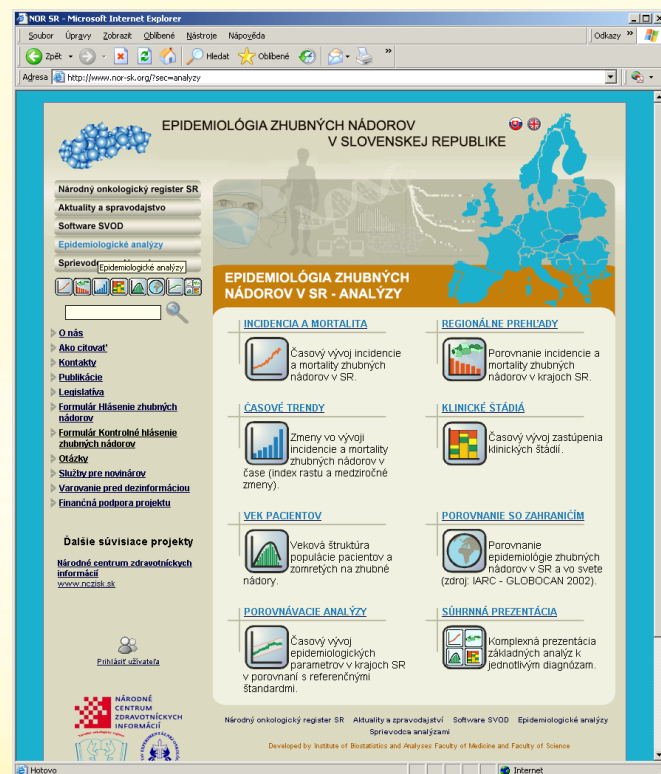 NOR SR - Microsoft Internet Explorer
Soubor Úpravy Zobrazit Oblíbené Nástroje Nápověda
Odkazy »
Zpět Hledat Oblíbené »
Adresa http://www.nor-sk.org/?sec=analyzy
EPIDEMIOLÓGIA ZHUBNÝCH NÁDOROV
V SLOVENSKEJ REPUBLIKE
Národný onkologický register SR
Aktuality a spravodajstvo
Software SVOD
Epidemiologické analýzy
Epidemiologické analýzy
O nás
Ako citovať
Kontakty
Publikácie
Legislatíva
Formulár Hlásenie zhubných
nádorov
Formulár Kontrolné hlásenie
zhubných nádorov
Otázky
Služby pre novinárov
Varovanie pred dezinformáciou
Finančná podpora projektu
Ďalšie súvisiace projekty
Národné centrum zdravotníckych
informácií
www.nczisk.sk
Prihlásiť užívateľa
NÁRODNÉ
CENTRUM
ZDRAVOTNÍCKYCH
INFORMÁCIÍ
EPIDEMIOLÓGIA ZHUBNÝCH
NÁDOROV V SR - ANALÝZY
INCIDENCIA A MORTALITA
Časový vývoj incidencie
a mortality zhubných
nádorov v SR.
REGIONÁLNE PREHĽADY
Porovnanie incidencie a
mortality zhubných
nádorov v krajoch SR.
ČASOVÉ TRENDY
Zmeny vo vývoji
incidencie a mortality
zhubných nádorov v
čase (index rastu a medziročné
zmeny).
KLINICKÉ ŠTÁDIÁ
Časový vývoj zastúpenia
klinických štádií.
VEK PACIENTOV
Veková štruktúra
populácie pacientov a
zomretých na zhubné
nádory.
POROVNANIE SO ZAHRANIČÍM
Porovnanie
epidemiológie zhubných
nádorov v SR a vo svete
(zdroj: IARC - GLOBOCAN 2002).
POROVNÁVACIE ANALÝZY
Časový vývoj
epidemiologických
parametrov v krajoch SR
v porovnaní s referenčnými
štandardmi.
SÚHRNNÁ PREZENTÁCIA
Komplexná prezentácia
základných analýz k
jednotlivým diagnózam.
Národný onkologický register SR Aktuality a zpravodajství Software SVOD Epidemiologické analýzy
Sprievodca analýzami
Developed by Institute of Biostatistics and Analyses Faculty of Medicine and Faculty of Science
Hotovo
Internet